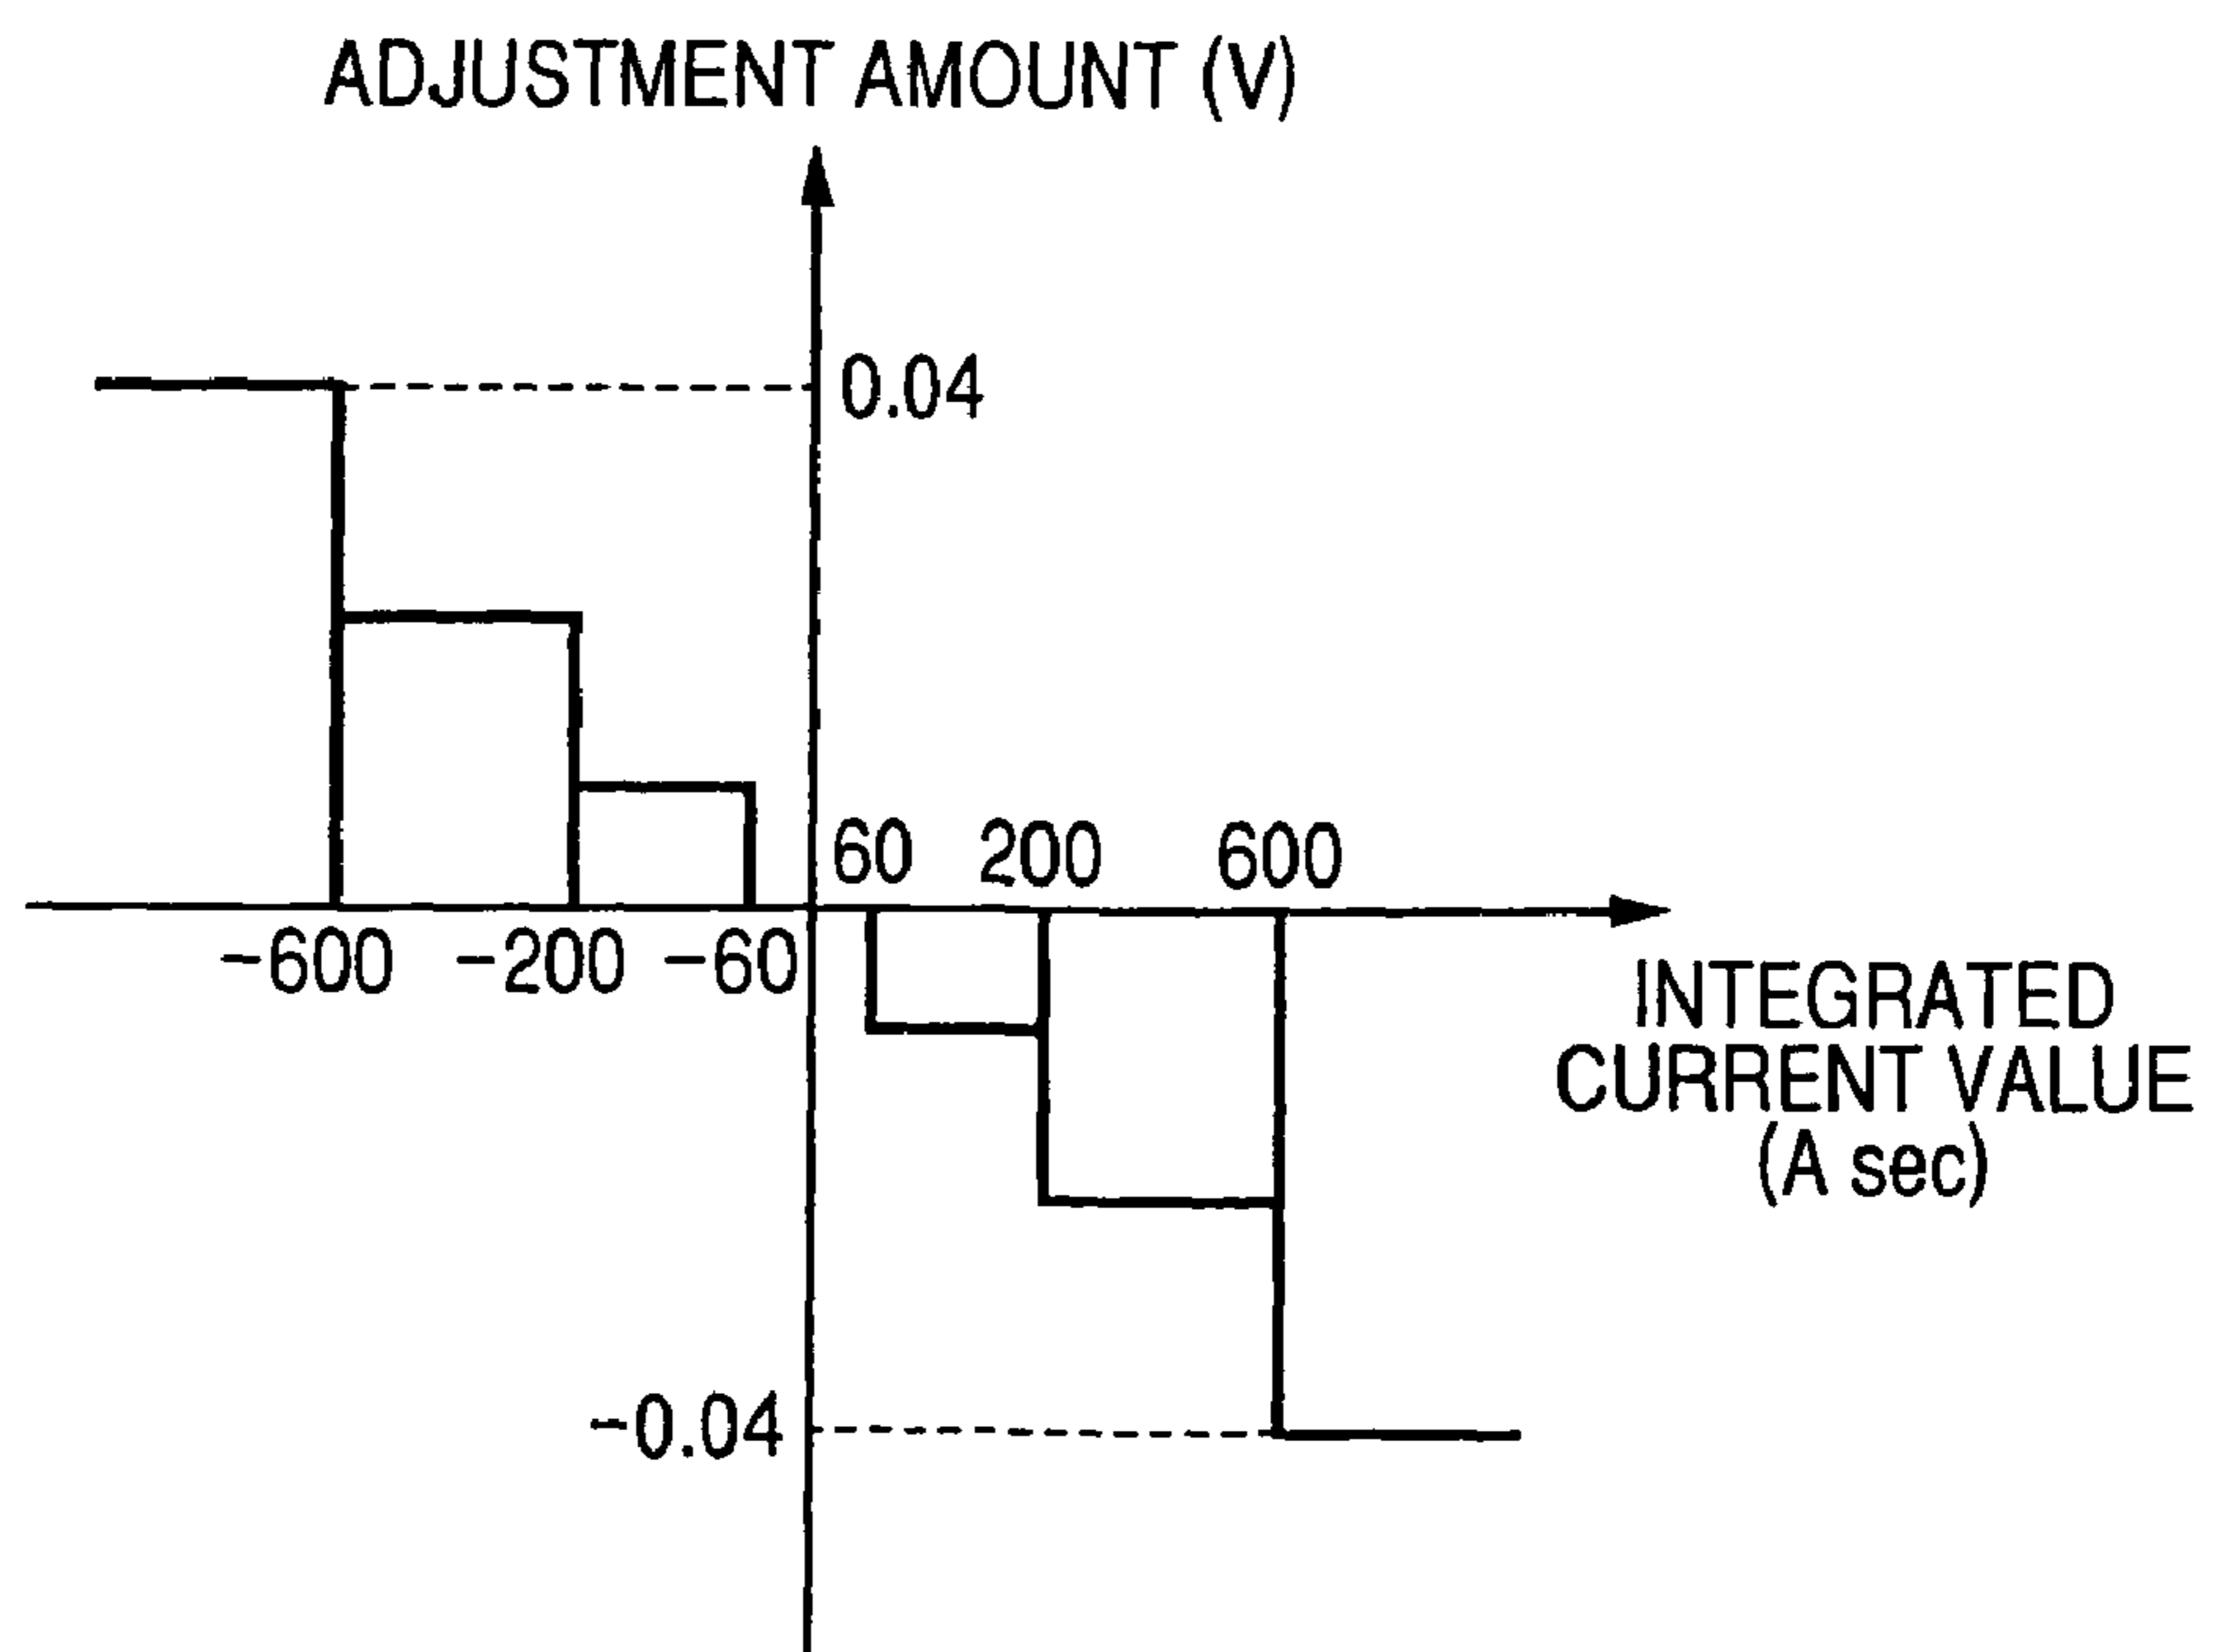 ADJUSTMENT AMOUNT (V)
0.04
60 200 600
-600 -200 -60
INTEGRATED
CURRENT VALUE
(A sec)
-0.04